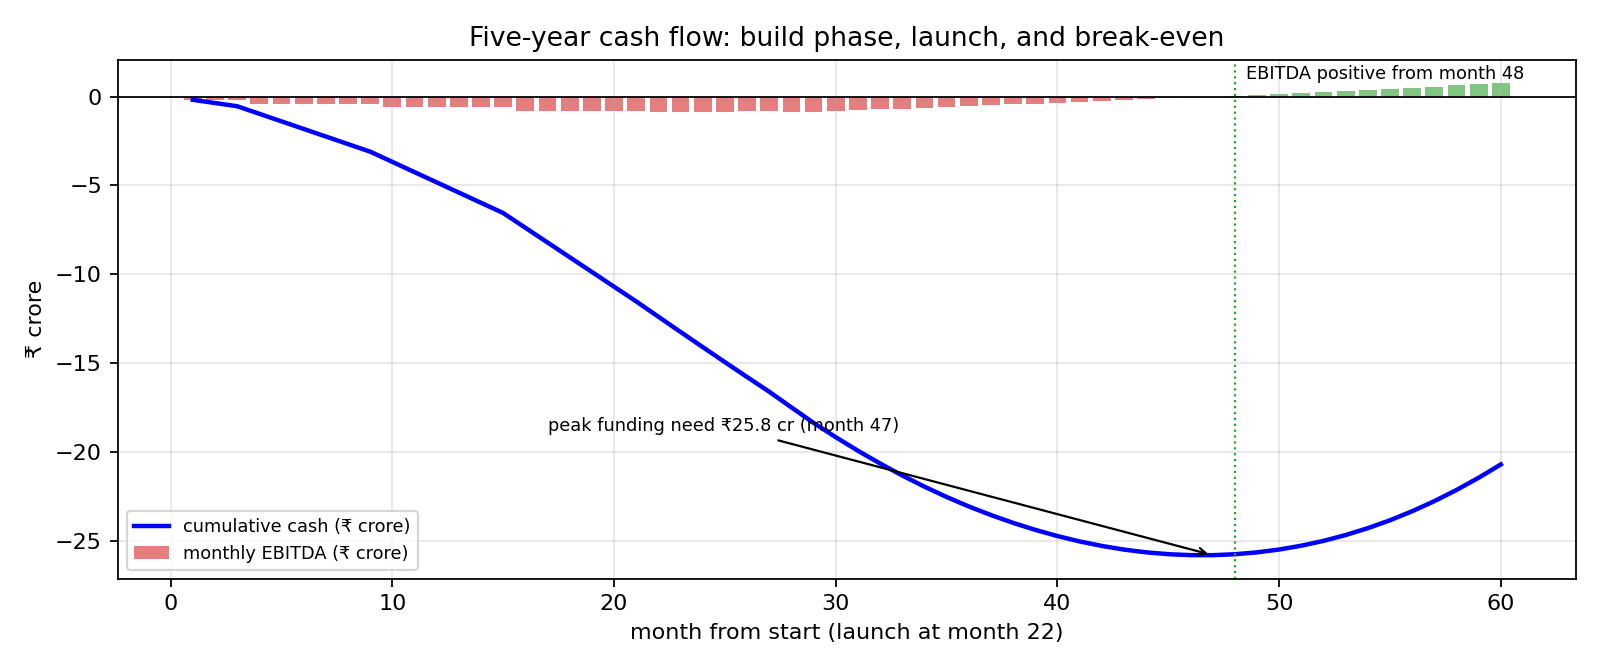 Five-year cash flow: build phase, launch, and break-even
EBITDA positive from month 48
0
−5
−10
−15
−20
−25
₹ crore
peak funding need ₹25.8 cr (month 47)
cumulative cash (₹ crore)
monthly EBITDA (₹ crore)
0 10 20 30 40 50 60
month from start (launch at month 22)